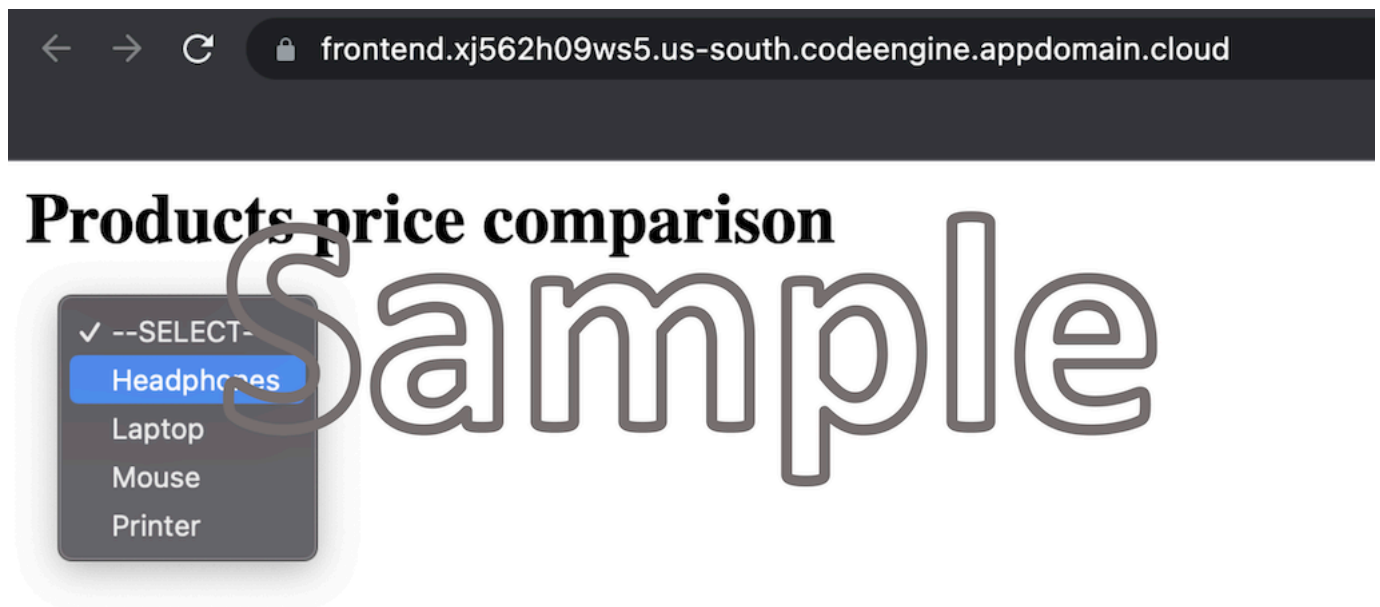 frontend.xj562h09ws5.us-south.codeengine.appdomain.cloud
Products price comparison
Sample
✓ --SELECT-
Headphones
Laptop
Mouse
Printer